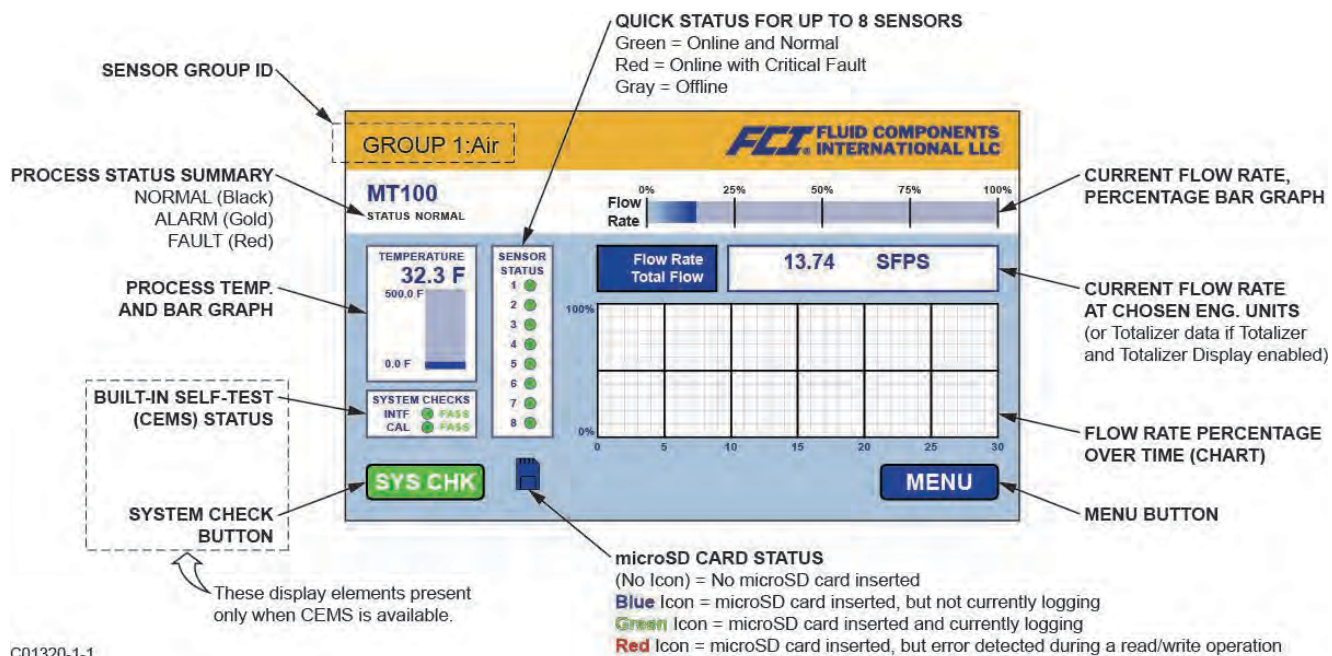 QUICK STATUS FOR UP TO 8 SENSORS
Green = Online and Normal
Red = Online with Critical Fault
Gray = Offline
SENSOR GROUP ID
GROUP 1:Air
FCI. FLUID COMPONENTS
INTERNATIONAL LLC
PROCESS STATUS SUMMARY
NORMAL (Black)
ALARM (Gold)
FAULT (Red)
MT100
STATUS NORMAL
Flow
Rate
0% 25% 50% 75% 100%
CURRENT FLOW RATE,
PERCENTAGE BAR GRAPH
PROCESS TEMP.
AND BAR GRAPH
TEMPERATURE
32.3 F
500.0 F
0.0 F
SENSOR
STATUS
1
2
3
4
5
6
7
8
Flow Rate
Total Flow
13.74 SFPS
CURRENT FLOW RATE
AT CHOSEN ENG. UNITS
(or Totalizer data if Totalizer
and Totalizer Display enabled)
BUILT-IN SELF-TEST
(CEMS) STATUS
SYSTEM CHECKS
INTF PASS
CAL PASS
100%
0%
0 5 10 15 20 25 30
FLOW RATE PERCENTAGE
OVER TIME (CHART)
SYSTEM CHECK
BUTTON
SYS CHK
MENU
MENU BUTTON
These display elements present
only when CEMS is available.
microSD CARD STATUS
(No Icon) = No microSD card inserted
Blue Icon = microSD card inserted, but not currently logging
Green Icon = microSD card inserted and currently logging
Red Icon = microSD card inserted, but error detected during a read/write operation
C01320-1-1